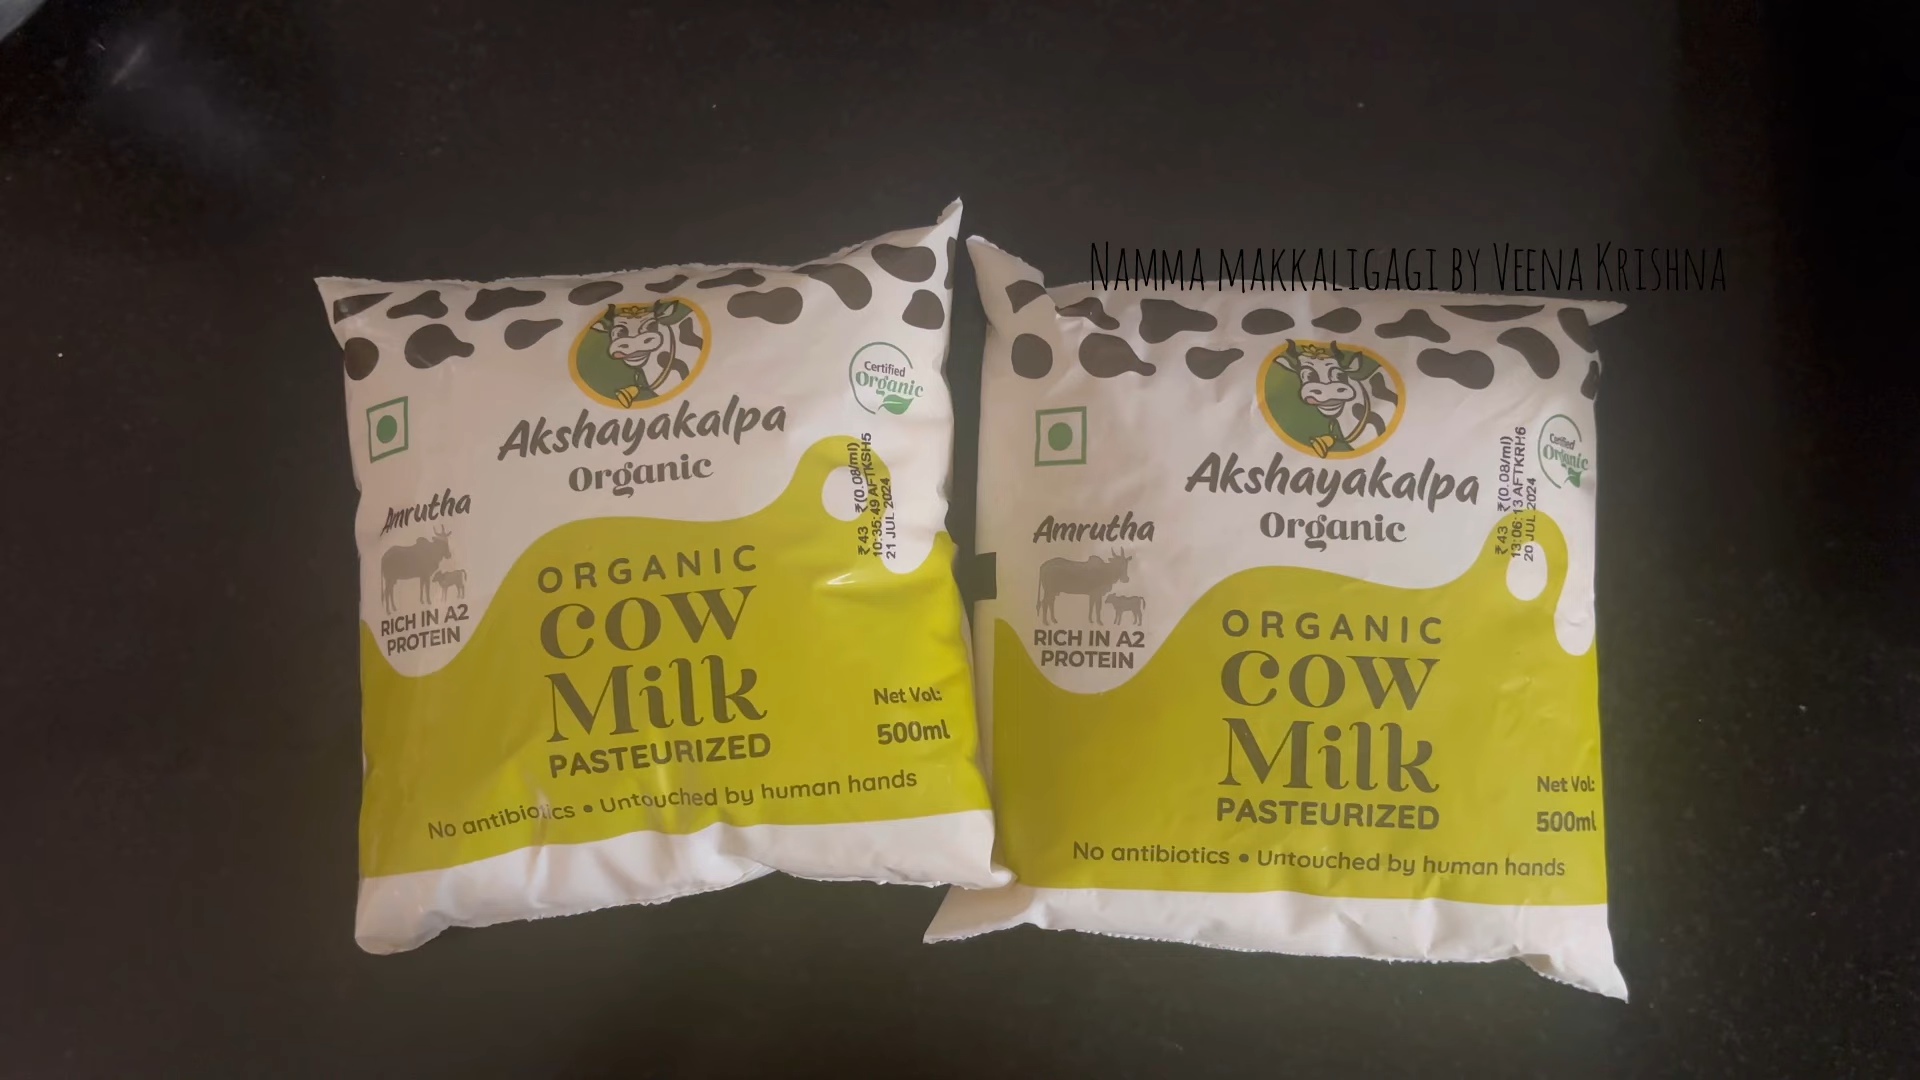 Namma makkaligagi by Veena Krishna
Akshayakalpa
Organic
Certified
Organic
₹43 ₹(0.08/ml)
10:35:49 AFTKSH5
21 JUL 2024
Amrutha
RICH IN A2
PROTEIN
ORGANIC
COW
Milk
PASTEURIZED
Net Vol:
500ml
No antibiotics • Untouched by human hands
Akshayakalpa
Organic
Certified
Organic
₹43 ₹(0.08/ml)
13:06:13 AFTKRH6
20 JUL 2024
Amrutha
RICH IN A2
PROTEIN
ORGANIC
COW
Milk
PASTEURIZED
Net Vol:
500ml
No antibiotics • Untouched by human hands